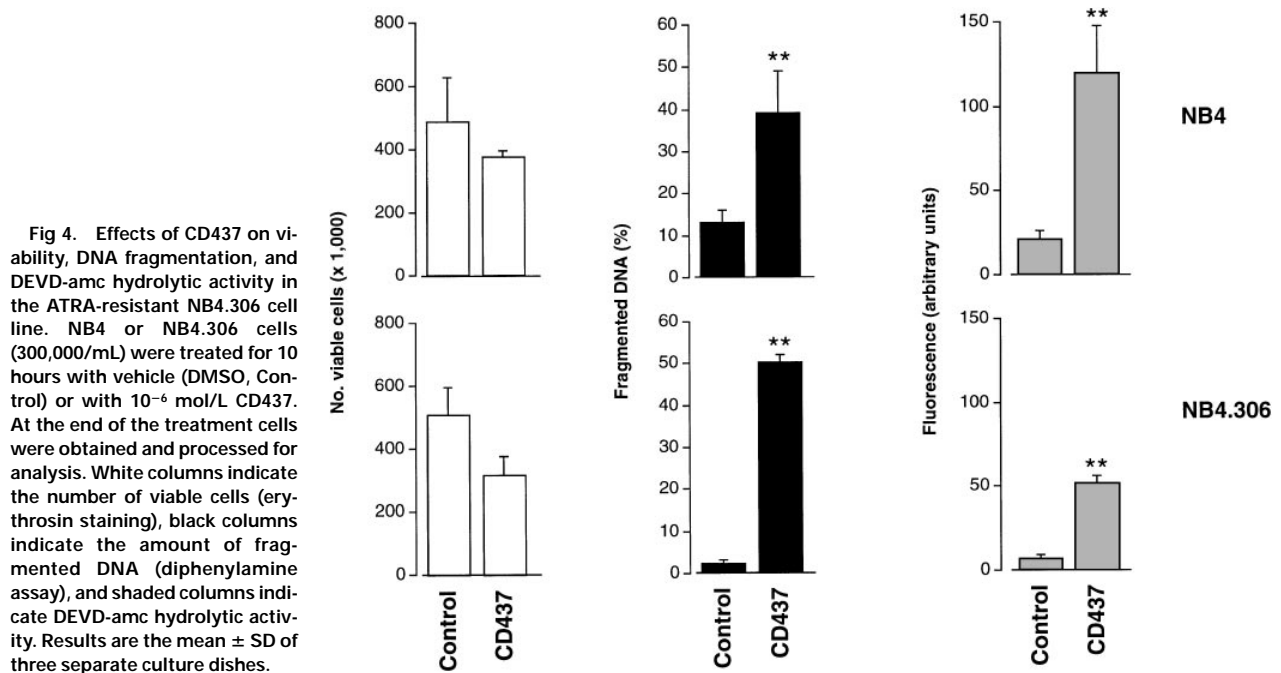 Fig 4. Effects of CD437 on vi-
ability, DNA fragmentation, and
DEVD-amc hydrolytic activity in
the ATRA-resistant NB4.306 cell
line. NB4 or NB4.306 cells
(300,000/mL) were treated for 10
hours with vehicle (DMSO, Con-
trol) or with 10⁻⁶ mol/L CD437.
At the end of the treatment cells
were obtained and processed for
analysis. White columns indicate
the number of viable cells (ery-
throsin staining), black columns
indicate the amount of frag-
mented DNA (diphenylamine
assay), and shaded columns indi-
cate DEVD-amc hydrolytic activ-
ity. Results are the mean ± SD of
three separate culture dishes.
No. viable cells (x 1,000)
800
600
400
200
0
800
600
400
200
0
Control
CD437
Fragmented DNA (%)
60
50
40
30
20
10
0
**
60
50
40
30
20
10
0
**
Control
CD437
Fluorescence (arbitrary units)
150
100
50
0
**
150
100
50
0
**
Control
CD437
NB4
NB4.306